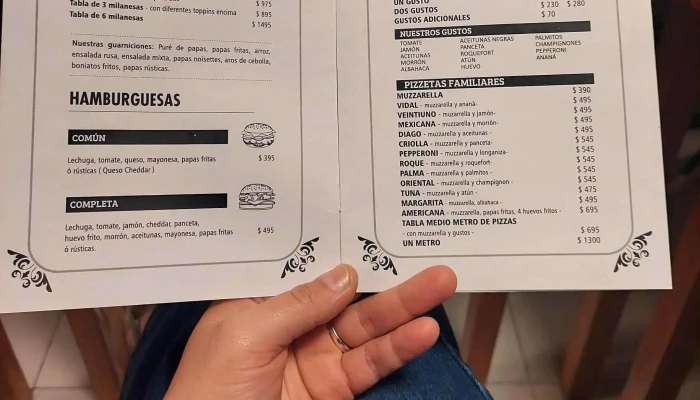 Tabla de 3 milanesas - con diferentes toppins encima $ 975
Tabla de 6 milanesas $ 895
$ 1495
Nuestras guarniciones: Puré de papas, papas fritas, arroz,
ensalada rusa, ensalada mixta, papas noisettes, aros de cebolla,
boniatos fritos, papas rústicas.
HAMBURGUESAS
COMÚN
Lechuga, tomate, queso, mayonesa, papas fritas $ 395
ó rústicas ( Queso Cheddar )
COMPLETA
Lechuga, tomate, jamón, cheddar, panceta,
huevo frito, morrón, aceitunas, mayonesa, papas fritas $ 495
ó rústicas.
UN GUSTO
DOS GUSTOS $ 230 $ 280
GUSTOS ADICIONALES $ 70
NUESTROS GUSTOS
TOMATE ACEITUNAS NEGRAS PALMITOS
JAMÓN PANCETA CHAMPIGNONES
ACEITUNAS ROQUEFORT PEPPERONI
MORRÓN ATÚN ANANÁ
ALBAHACA HUEVO
PIZZETAS FAMILIARES
MUZZARELLA $ 390
VIDAL - muzzarella y ananá- $ 495
VEINTIUNO - muzzarella y jamón- $ 495
MEXICANA - muzzarella y morrón- $ 495
DIAGO - muzzarella y aceitunas - $ 495
CRIOLLA - muzzarella y panceta- $ 545
PEPPERONI - muzzarella y longaniza- $ 545
ROQUE - muzzarella y roquefort- $ 545
PALMA - muzzarella y palmitos - $ 545
ORIENTAL - muzzarella y champignon - $ 545
TUNA - muzzarella y atún - $ 475
MARGARITA - muzzarella, albahaca - $ 495
AMERICANA - muzzarella, papas fritas, 4 huevos fritos - $ 695
TABLA MEDIO METRO DE PIZZAS
- con muzzarella y gustos - $ 695
UN METRO $ 1300